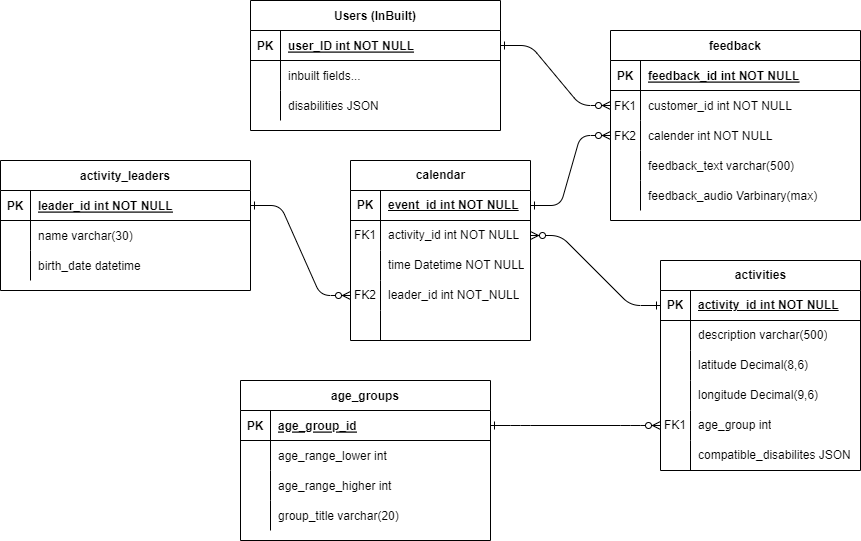 Users (InBuilt)
PK user_ID int NOT NULL
inbuilt fields...
disabilities JSON
feedback
PK feedback_id int NOT NULL
FK1 customer_id int NOT NULL
FK2 calender int NOT NULL
feedback_text varchar(500)
feedback_audio Varbinary(max)
activity_leaders
PK leader_id int NOT NULL
name varchar(30)
birth_date datetime
calendar
PK event_id int NOT NULL
FK1 activity_id int NOT NULL
time Datetime NOT NULL
FK2 leader_id int NOT_NULL
activities
PK activity_id int NOT NULL
description varchar(500)
latitude Decimal(8,6)
longitude Decimal(9,6)
FK1 age_group int
compatible_disabilites JSON
age_groups
PK age_group_id
age_range_lower int
age_range_higher int
group_title varchar(20)